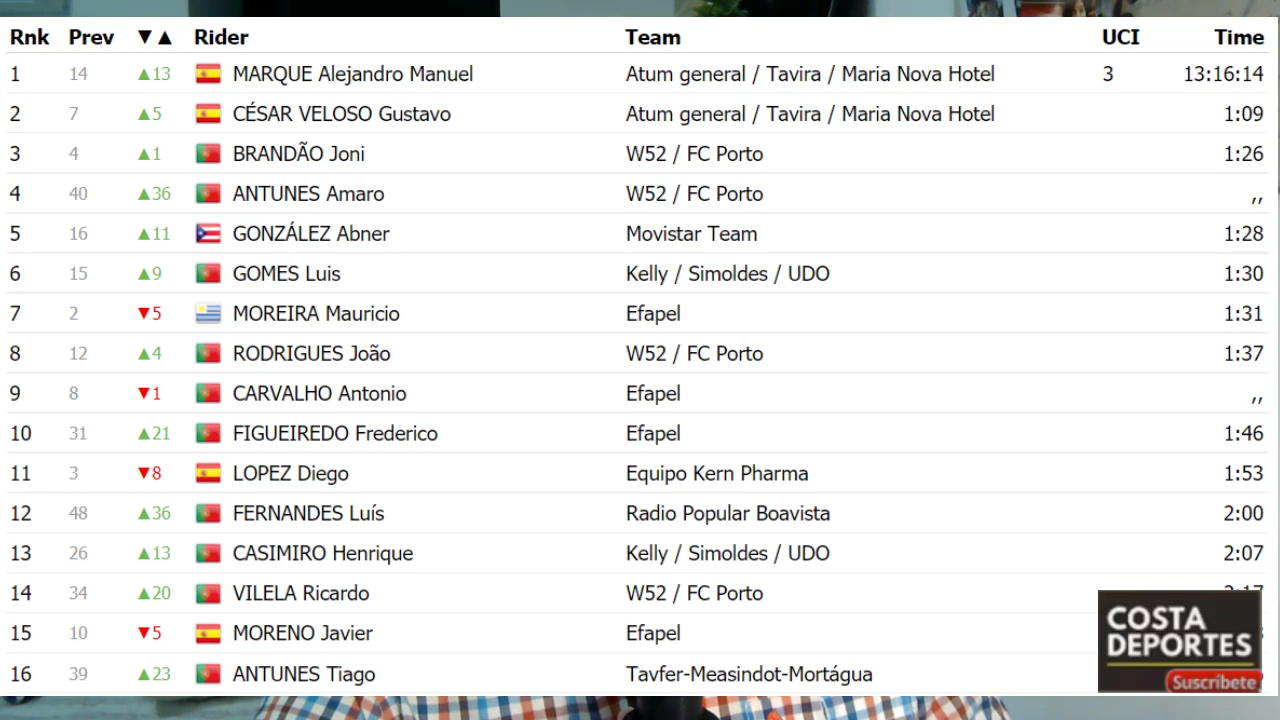 Rnk Prev ▼▲ Rider Team UCI Time
1 14 ▲13 MARQUE Alejandro Manuel Atum general / Tavira / Maria Nova Hotel 3 13:16:14
2 7 ▲5 CÉSAR VELOSO Gustavo Atum general / Tavira / Maria Nova Hotel 1:09
3 4 ▲1 BRANDÃO Joni W52 / FC Porto 1:26
4 40 ▲36 ANTUNES Amaro W52 / FC Porto ,,
5 16 ▲11 GONZÁLEZ Abner Movistar Team 1:28
6 15 ▲9 GOMES Luis Kelly / Simoldes / UDO 1:30
7 2 ▼5 MOREIRA Mauricio Efapel 1:31
8 12 ▲4 RODRIGUES João W52 / FC Porto 1:37
9 8 ▼1 CARVALHO Antonio Efapel ,,
10 31 ▲21 FIGUEIREDO Frederico Efapel 1:46
11 3 ▼8 LOPEZ Diego Equipo Kern Pharma 1:53
12 48 ▲36 FERNANDES Luís Radio Popular Boavista 2:00
13 26 ▲13 CASIMIRO Henrique Kelly / Simoldes / UDO 2:07
14 34 ▲20 VILELA Ricardo W52 / FC Porto
15 10 ▼5 MORENO Javier Efapel
16 39 ▲23 ANTUNES Tiago Tavfer-Measindot-Mortágua
COSTA
DEPORTES
Suscríbete